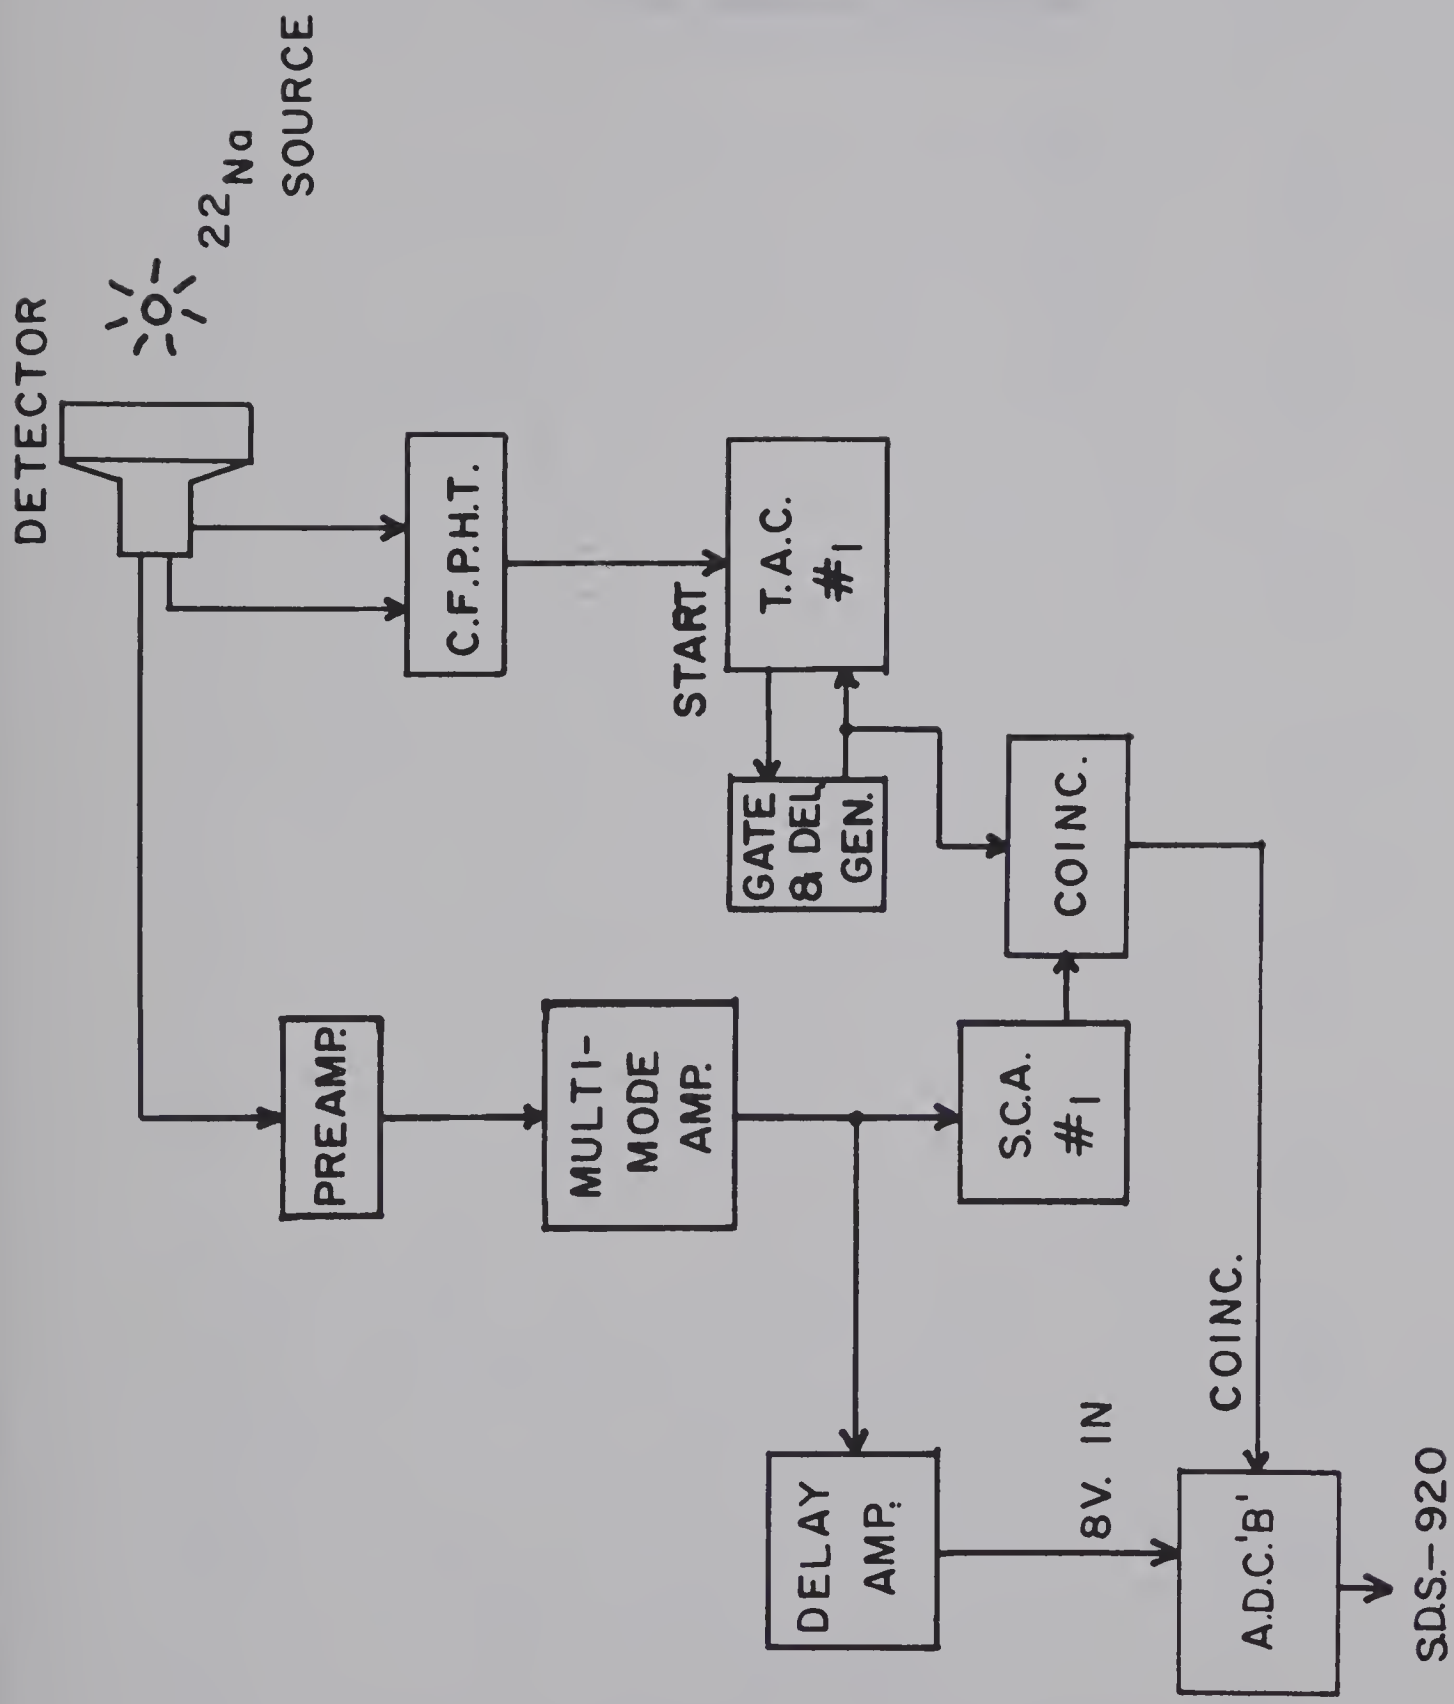 DETECTOR
22Na
SOURCE
C.F.P.H.T.
START
T.A.C.
#1
GATE
& DEL
GEN.
COINC.
PREAMP.
MULTI-
MODE
AMP.
S.C.A.
#1
COINC.
DELAY
AMP.
8V. IN
A.D.C.'B'
S.D.S.-920